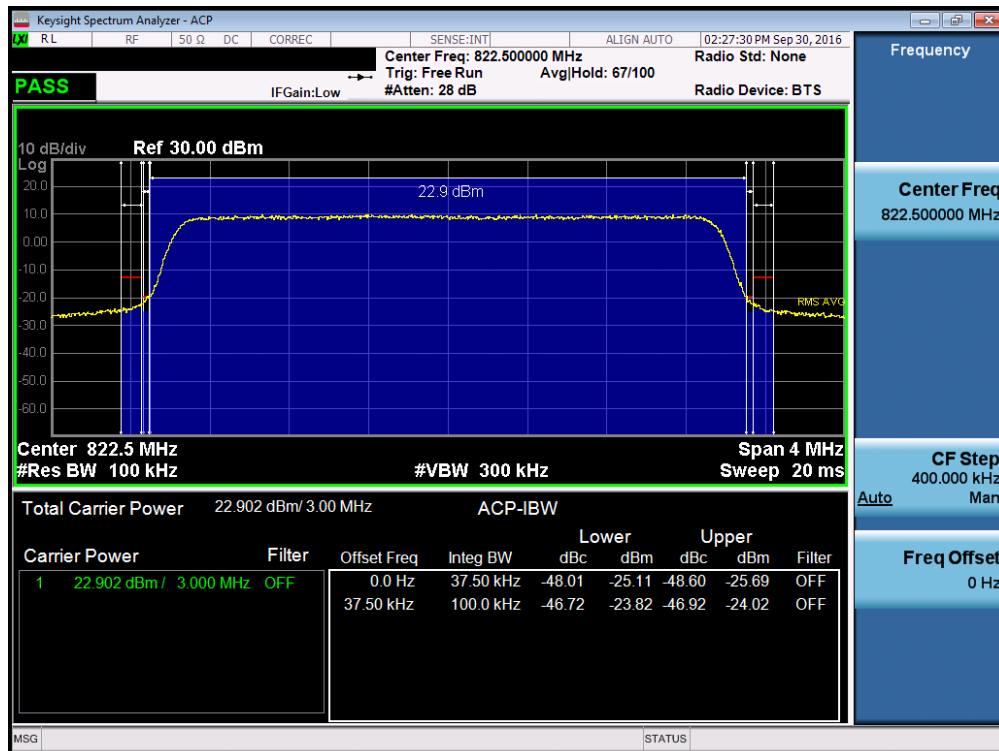 Keysight Spectrum Analyzer - ACP
LXI RL RF 50 Ω DC CORREC SENSE:INT ALIGN AUTO 02:27:30 PM Sep 30, 2016
Center Freq: 822.500000 MHz Radio Std: None
Trig: Free Run Avg|Hold: 67/100
PASS IFGain:Low #Atten: 28 dB Radio Device: BTS
10 dB/div Ref 30.00 dBm
Log
20.0
22.9 dBm
10.0
0.00
-10.0
-20.0
RMS AVG
-30.0
-40.0
-50.0
-60.0
Center 822.5 MHz Span 4 MHz
#Res BW 100 kHz #VBW 300 kHz Sweep 20 ms
Total Carrier Power 22.902 dBm/ 3.00 MHz ACP-IBW
Lower Upper
Carrier Power Filter Offset Freq Integ BW dBc dBm dBc dBm Filter
1 22.902 dBm / 3.000 MHz OFF 0.0 Hz 37.50 kHz -48.01 -25.11 -48.60 -25.69 OFF
37.50 kHz 100.0 kHz -46.72 -23.82 -46.92 -24.02 OFF
MSG STATUS
Frequency
Center Freq
822.500000 MHz
CF Step
400.000 kHz
Auto Man
Freq Offset
0 Hz